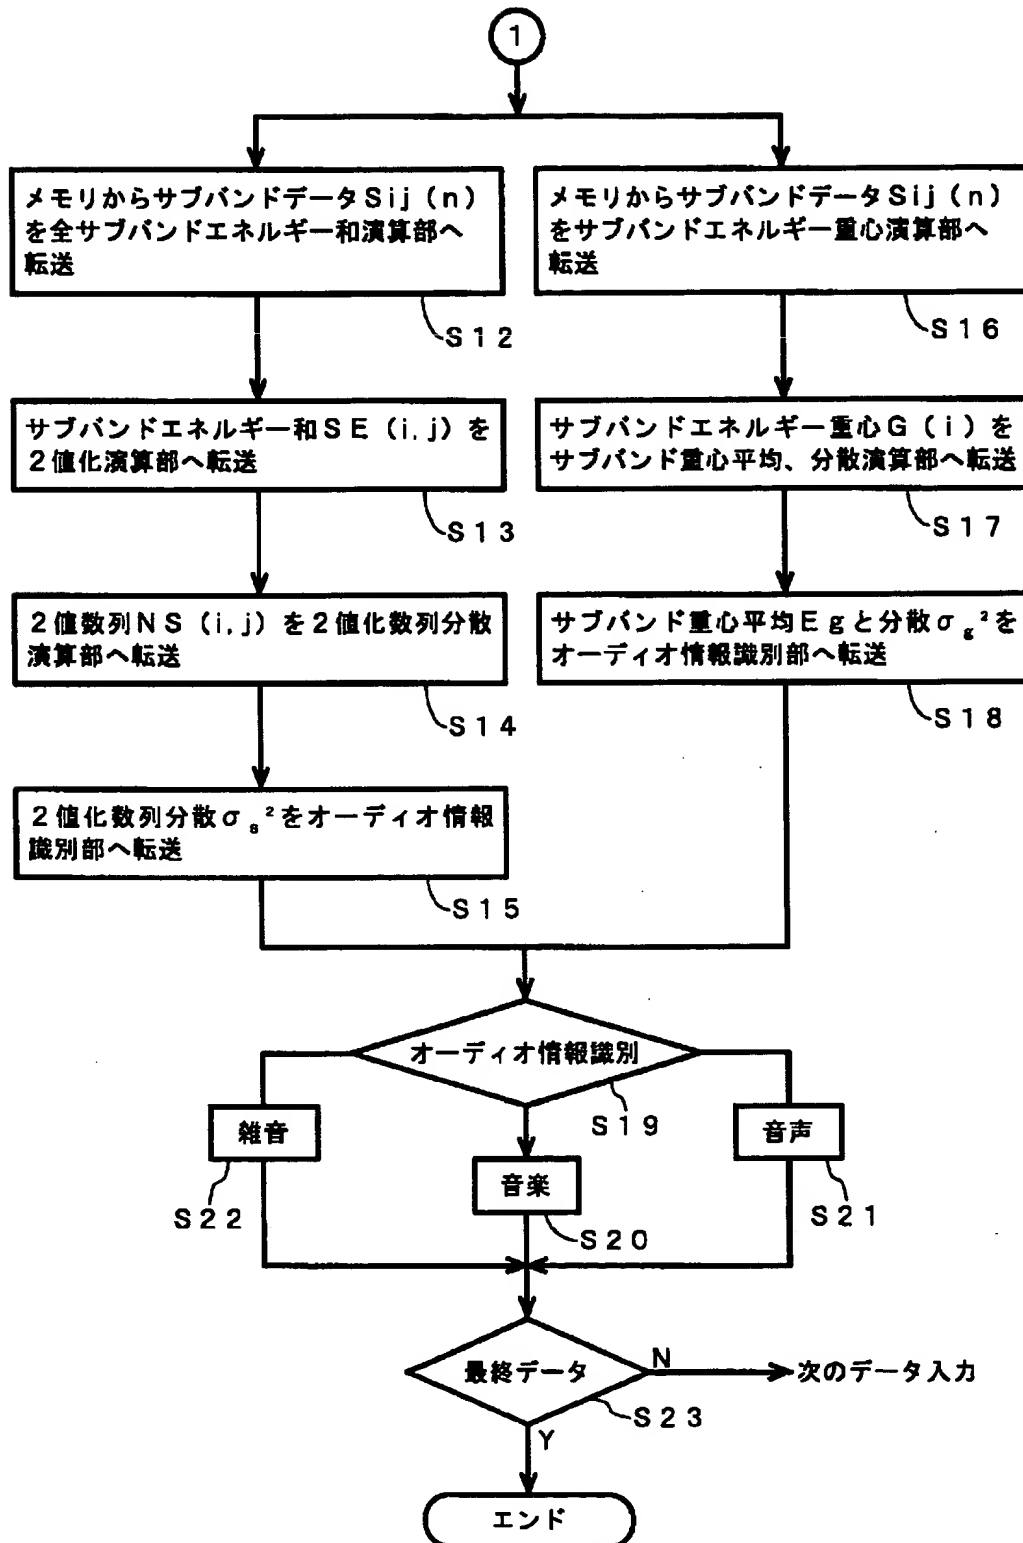 1
メモリからサブバンドデータSij(n)
を全サブバンドエネルギー和演算部へ
転送
S12
サブバンドエネルギー和SE(i,j)を
2値化演算部へ転送
S13
2値数列NS(i,j)を2値化数列分散
演算部へ転送
S14
2値化数列分散σs²をオーディオ情報
識別部へ転送
S15
メモリからサブバンドデータSij(n)
をサブバンドエネルギー重心演算部へ
転送
S16
サブバンドエネルギー重心G(i)を
サブバンド重心平均、分散演算部へ転送
S17
サブバンド重心平均Egと分散σg²を
オーディオ情報識別部へ転送
S18
オーディオ情報識別
S19
雑音
S22
音楽
S20
音声
S21
最終データ
N
次のデータ入力
S23
Y
エンド